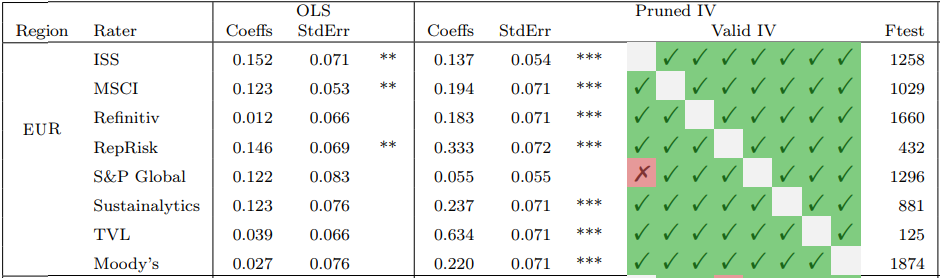 OLS Pruned IV
Region Rater Coeffs StdErr Coeffs StdErr Valid IV Ftest
ISS 0.152 0.071 ** 0.137 0.054 *** ✓ ✓ ✓ ✓ ✓ ✓ ✓ 1258
MSCI 0.123 0.053 ** 0.194 0.071 *** ✓ ✓ ✓ ✓ ✓ ✓ ✓ 1029
Refinitiv 0.012 0.066 0.183 0.071 *** ✓ ✓ ✓ ✓ ✓ ✓ ✓ 1660
EUR
RepRisk 0.146 0.069 ** 0.333 0.072 *** ✓ ✓ ✓ ✓ ✓ ✓ ✓ 432
S&P Global 0.122 0.083 0.055 0.055 ✗ ✓ ✓ ✓ ✓ ✓ ✓ 1296
Sustainalytics 0.123 0.076 0.237 0.071 *** ✓ ✓ ✓ ✓ ✓ ✓ ✓ 881
TVL 0.039 0.066 0.634 0.071 *** ✓ ✓ ✓ ✓ ✓ ✓ ✓ 125
Moody's 0.027 0.076 0.220 0.071 *** ✓ ✓ ✓ ✓ ✓ ✓ ✓ 1874